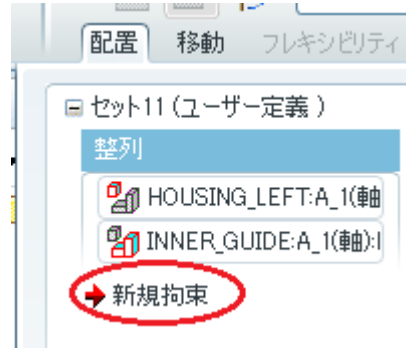 配置 移動 フレキシビリティ
セット11 (ユーザー定義 )
整列
HOUSING_LEFT:A_1(軸
INNER_GUIDE:A_1(軸):
新規拘束